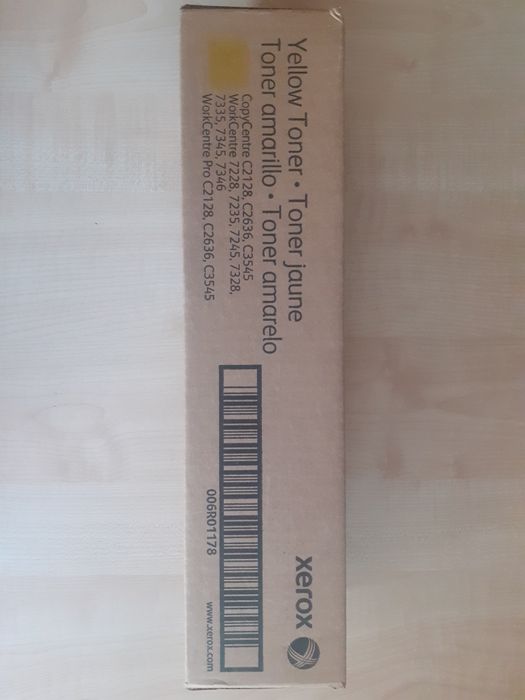 Yellow Toner • Toner jaune
Toner amarillo • Toner amarelo
CopyCentre C2128, C2636, C3545
WorkCentre 7228, 7235, 7245, 7328,
7335, 7345, 7346
WorkCentre Pro C2128, C2636, C3545
xerox
006R01178
www.xerox.com